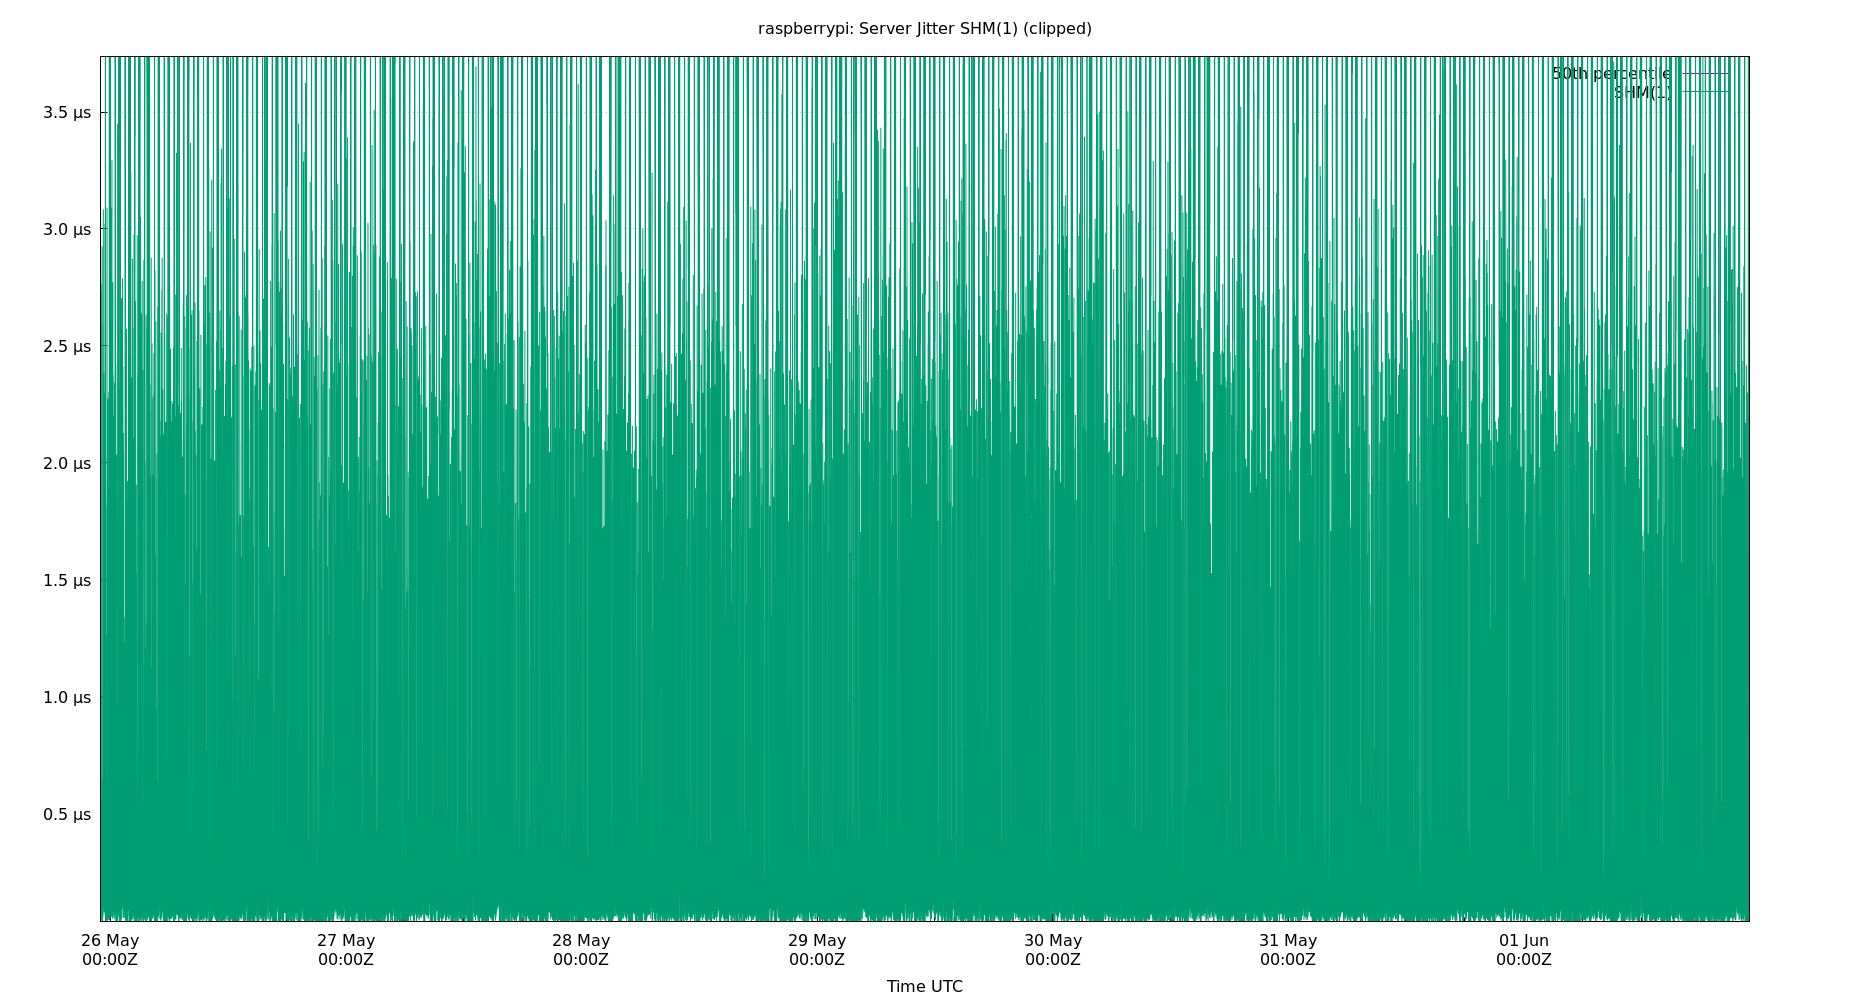 raspberrypi: Server Jitter SHM(1) (clipped)
50th percentile
SHM(1)
3.5 µs
3.0 µs
2.5 µs
2.0 µs
1.5 µs
1.0 µs
0.5 µs
26 May 27 May 28 May 29 May 30 May 31 May 01 Jun
00:00Z 00:00Z 00:00Z 00:00Z 00:00Z 00:00Z 00:00Z
Time UTC